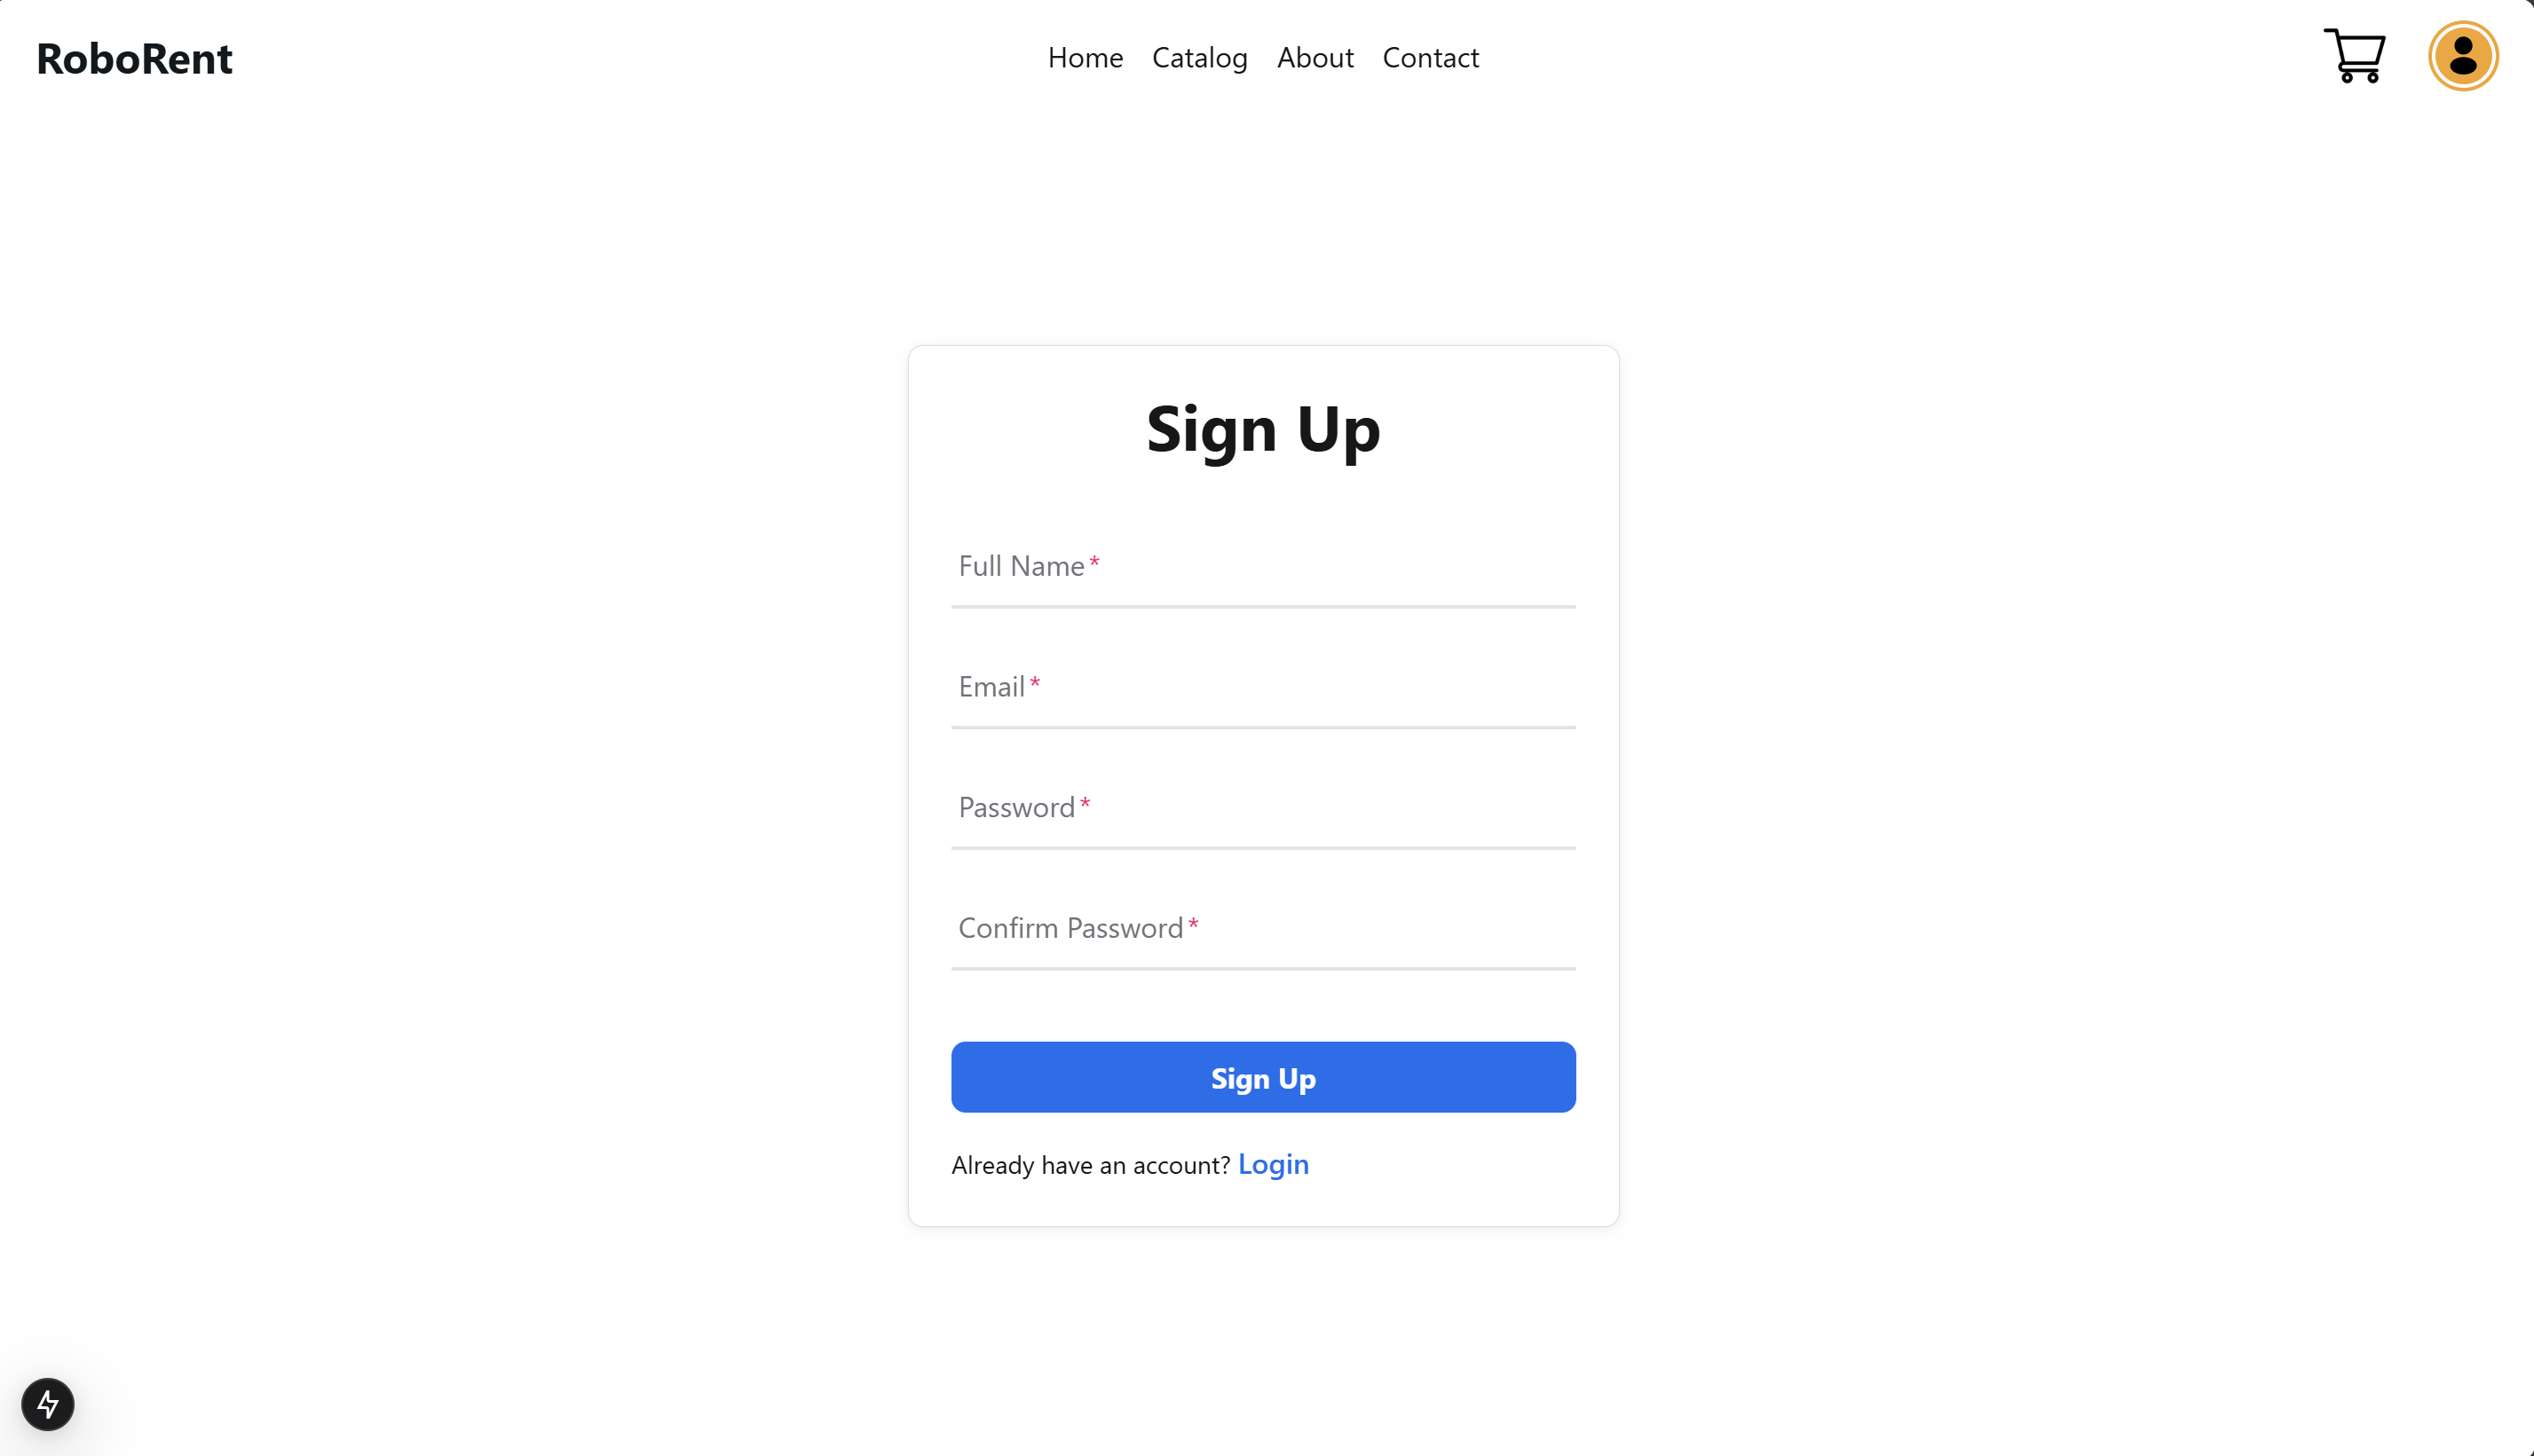 RoboRent
Home Catalog About Contact
Sign Up
Full Name*
Email*
Password*
Confirm Password*
Sign Up
Already have an account? Login